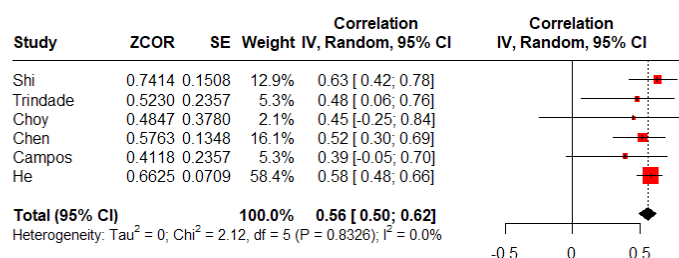 Correlation Correlation
Study ZCOR SE Weight IV, Random, 95% CI IV, Random, 95% CI
Shi 0.7414 0.1508 12.9% 0.63 [ 0.42; 0.78]
Trindade 0.5230 0.2357 5.3% 0.48 [ 0.06; 0.76]
Choy 0.4847 0.3780 2.1% 0.45 [-0.25; 0.84]
Chen 0.5763 0.1348 16.1% 0.52 [ 0.30; 0.69]
Campos 0.4118 0.2357 5.3% 0.39 [-0.05; 0.70]
He 0.6625 0.0709 58.4% 0.58 [ 0.48; 0.66]
Total (95% CI) 100.0% 0.56 [ 0.50; 0.62]
Heterogeneity: Tau² = 0; Chi² = 2.12, df = 5 (P = 0.8326); I² = 0.0%
-0.5 0 0.5